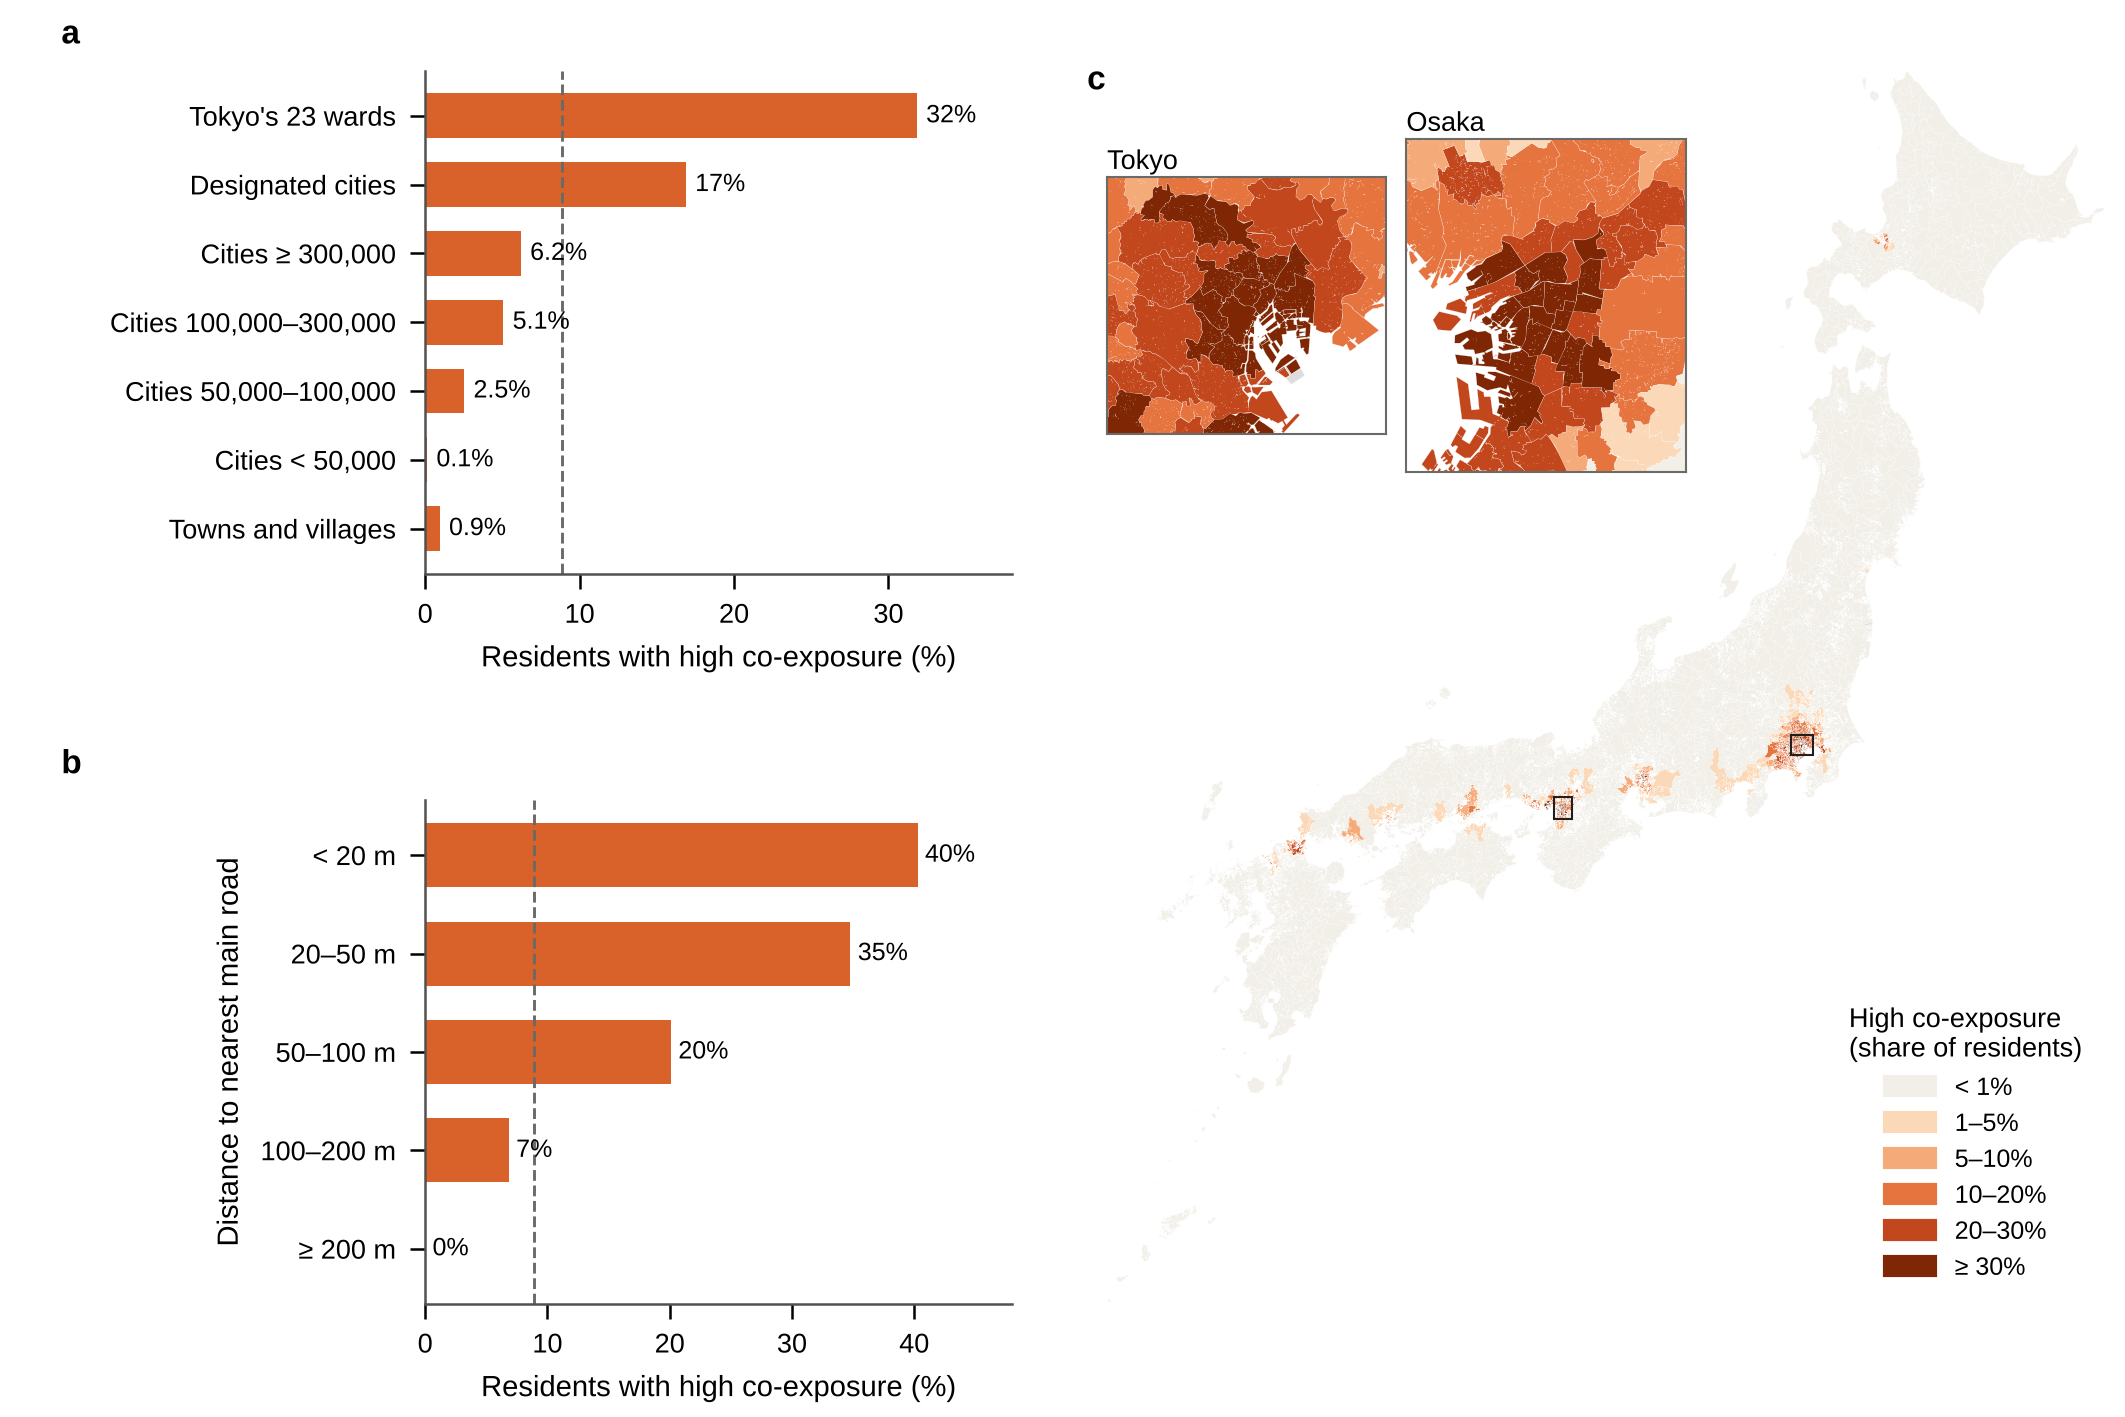 a
Tokyo's 23 wards
32%
Designated cities
17%
Cities ≥ 300,000
6.2%
Cities 100,000–300,000
5.1%
Cities 50,000–100,000
2.5%
Cities < 50,000
0.1%
Towns and villages
0.9%
0 10 20 30
Residents with high co-exposure (%)
b
Distance to nearest main road
< 20 m
40%
20–50 m
35%
50–100 m
20%
100–200 m
7%
≥ 200 m
0%
0 10 20 30 40
Residents with high co-exposure (%)
c
Tokyo
Osaka
High co-exposure
(share of residents)
< 1%
1–5%
5–10%
10–20%
20–30%
≥ 30%